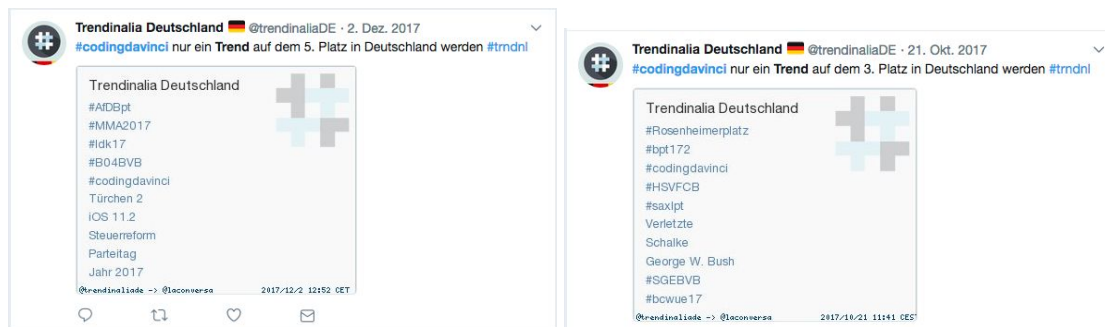 Trendinalia Deutschland @trendinaliaDE · 2. Dez. 2017
#codingdavinci nur ein Trend auf dem 5. Platz in Deutschland werden #trndnl
Trendinalia Deutschland
#AfDBpt
#MMA2017
#ldk17
#B04BVB
#codingdavinci
Türchen 2
iOS 11.2
Steuerreform
Parteitag
Jahr 2017
@trendinaliade -> @laconversa 2017/12/2 12:52 CET
Trendinalia Deutschland @trendinaliaDE · 21. Okt. 2017
#codingdavinci nur ein Trend auf dem 3. Platz in Deutschland werden #trndnl
Trendinalia Deutschland
#Rosenheimerplatz
#bpt172
#codingdavinci
#HSVFCB
#saxlpt
Verletzte
Schalke
George W. Bush
#SGEBVB
#bcwue17
@trendinaliade -> @laconversa 2017/10/21 11:41 CEST